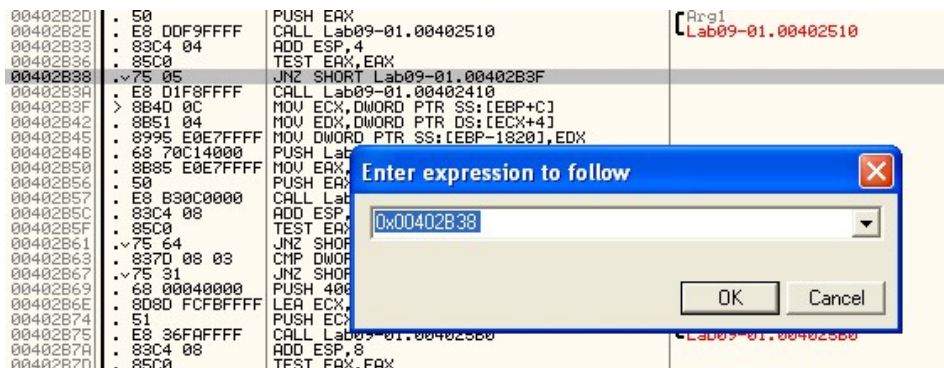 00402B2D . 50 PUSH EAX Arg1
00402B2E . E8 DDF9FFFF CALL Lab09-01.00402510 Lab09-01.00402510
00402B33 . 83C4 04 ADD ESP,4
00402B36 . 85C0 TEST EAX,EAX
00402B38 .v75 05 JNZ SHORT Lab09-01.00402B3F
00402B3A . E8 D1F8FFFF CALL Lab09-01.00402410
00402B3F > 8B4D 0C MOV ECX,DWORD PTR SS:[EBP+C]
00402B42 . 8B51 04 MOV EDX,DWORD PTR DS:[ECX+4]
00402B45 . 8995 E0E7FFFF MOV DWORD PTR SS:[EBP-1820],EDX
00402B4B . 68 70C14000 PUSH Lab
00402B50 . 8B85 E0E7FFFF MOV EAX,
00402B56 . 50 PUSH EAX
00402B57 . E8 B30C0000 CALL Lab
00402B5C . 83C4 08 ADD ESP,
00402B5F . 85C0 TEST EAX
00402B61 .v75 64 JNZ SHOR
00402B63 . 837D 08 03 CMP DWOR
00402B67 .v75 31 JNZ SHOR
00402B69 . 68 00040000 PUSH 400
00402B6E . 8D8D FCFBFFFF LEA ECX,
00402B74 . 51 PUSH ECX
00402B75 . E8 36FAFFFF CALL Lab09-01.004025B0 Lab09-01.004025B0
00402B7A . 83C4 08 ADD ESP,8
00402B7D . 85C0 TEST EAX,EAX
Enter expression to follow
0x00402B38
OK Cancel